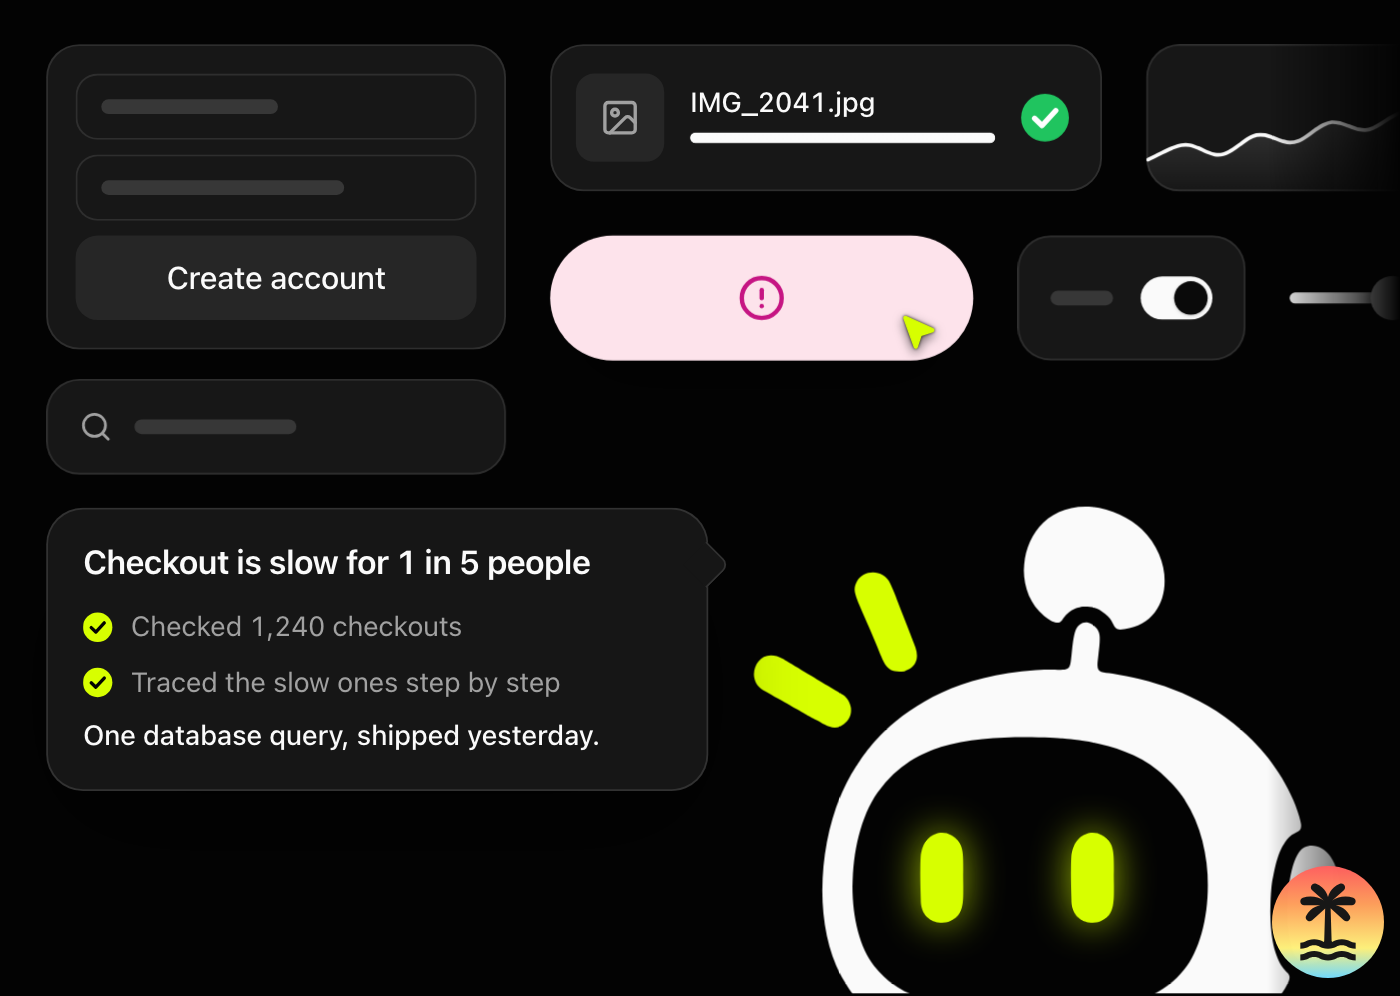 IMG_2041.jpg
Create account
Checkout is slow for 1 in 5 people
Checked 1,240 checkouts
Traced the slow ones step by step
One database query, shipped yesterday.